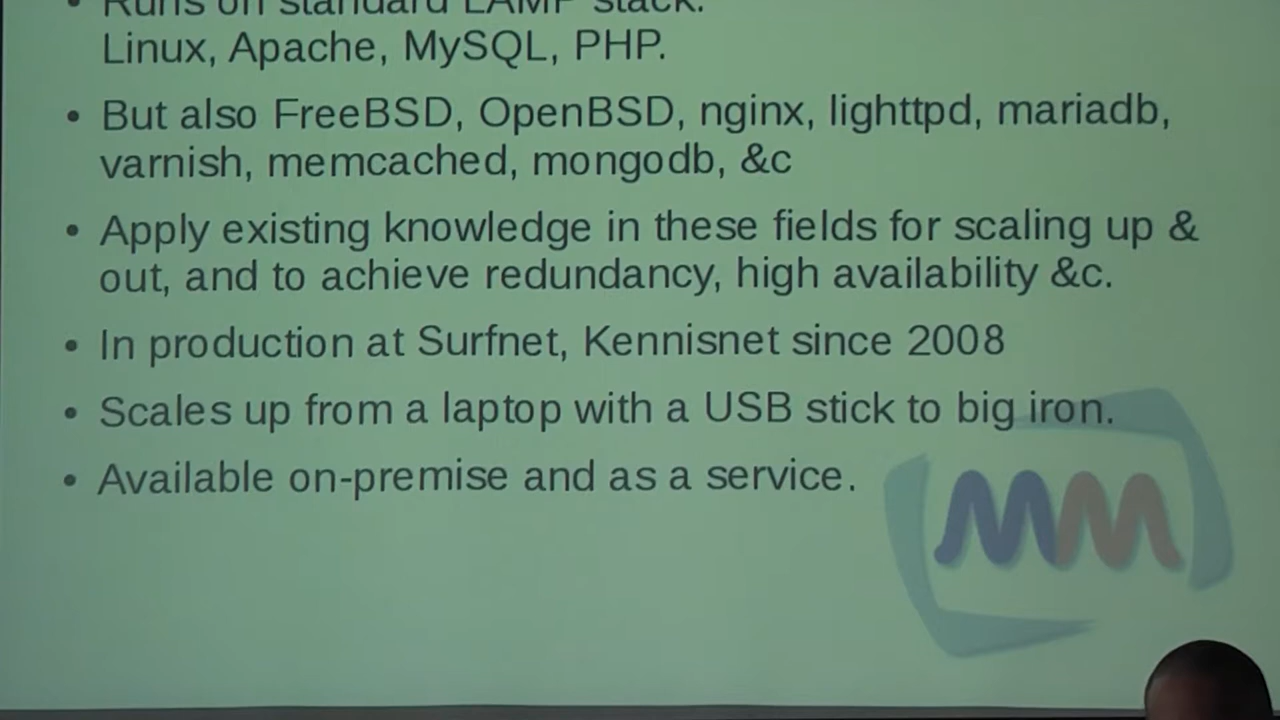 • Runs on standard LAMP stack.
Linux, Apache, MySQL, PHP.
• But also FreeBSD, OpenBSD, nginx, lighttpd, mariadb,
varnish, memcached, mongodb, &c
• Apply existing knowledge in these fields for scaling up &
out, and to achieve redundancy, high availability &c.
• In production at Surfnet, Kennisnet since 2008
• Scales up from a laptop with a USB stick to big iron.
• Available on-premise and as a service.
MM